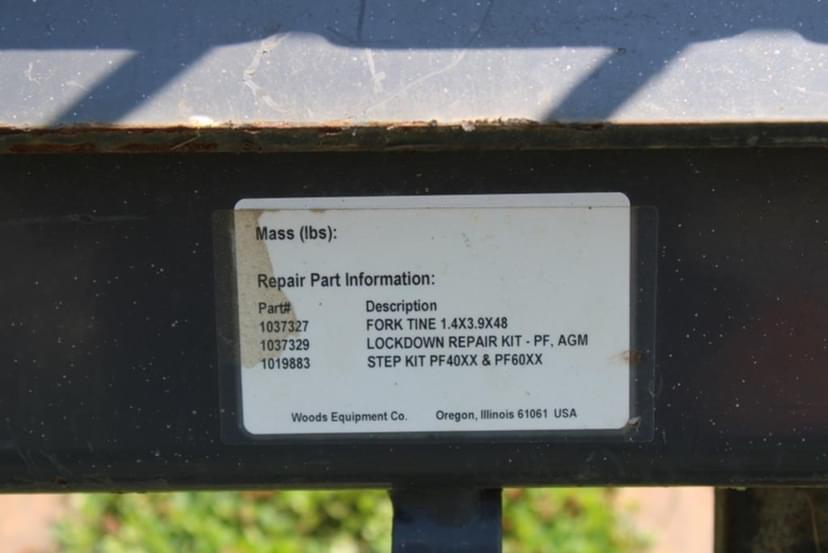 Mass (lbs):
Repair Part Information:
Part# Description
1037327 FORK TINE 1.4X3.9X48
1037329 LOCKDOWN REPAIR KIT - PF, AGM
1019883 STEP KIT PF40XX & PF60XX
Woods Equipment Co. Oregon, Illinois 61061 USA